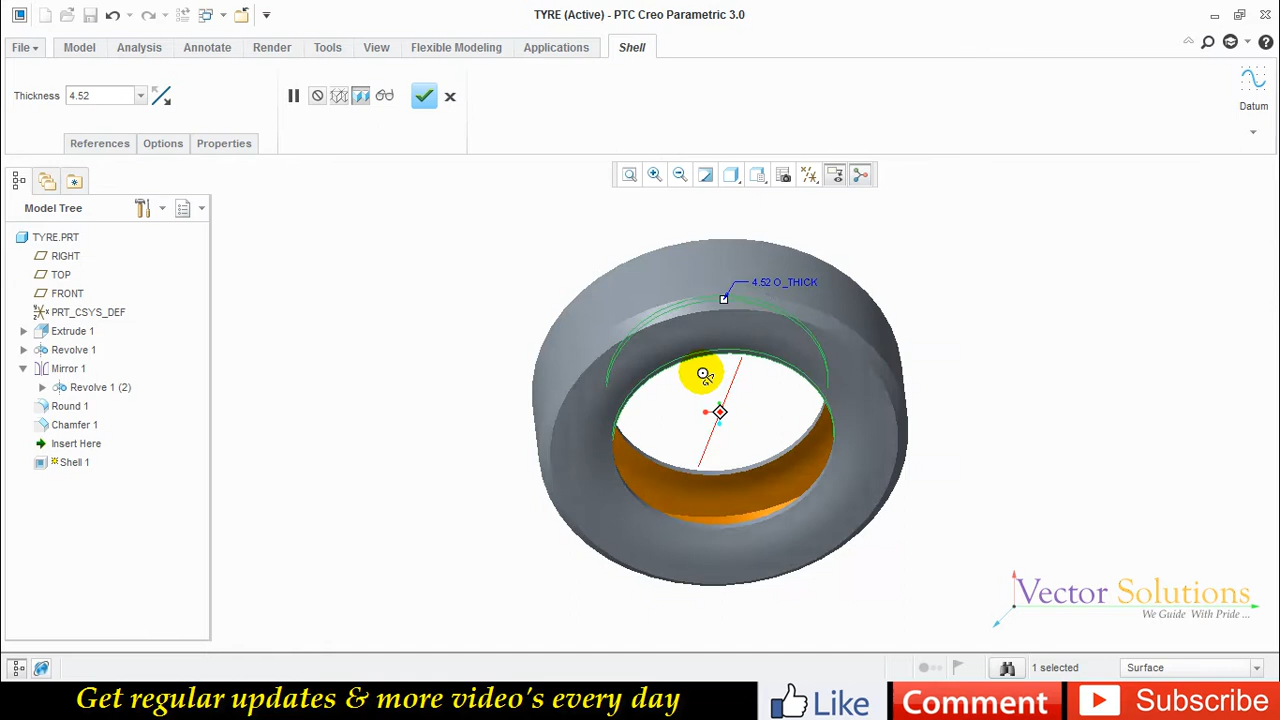 TYRE (Active) - PTC Creo Parametric 3.0
File
Model
Analysis
Annotate
Render
Tools
View
Flexible Modeling
Applications
Shell
Thickness
4.52
Datum
References
Options
Properties
Model Tree
TYRE.PRT
RIGHT
TOP
FRONT
PRT_CSYS_DEF
Extrude 1
Revolve 1
Mirror 1
Revolve 1 (2)
Round 1
Chamfer 1
Insert Here
Shell 1
4.52 O_THICK
Vector Solutions
We Guide With Pride ...
1 selected
Surface
Get regular updates & more video's every day
Like
Comment
Subscribe